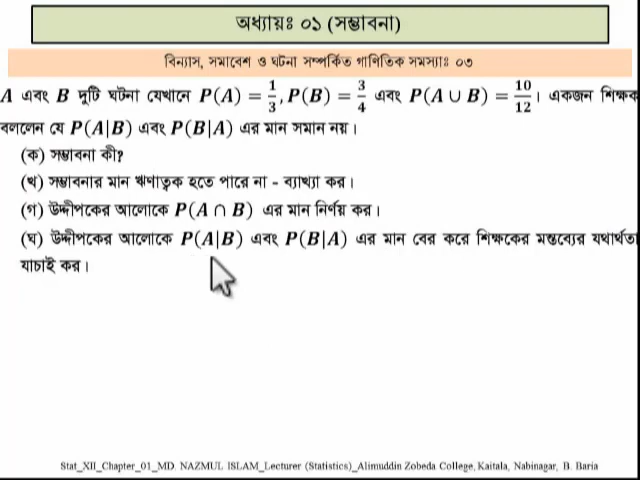 অধ্যায়ঃ ০১ (সম্ভাবনা)
বিন্যাস, সমাবেশ ও ঘটনা সম্পর্কিত গাণিতিক সমস্যাঃ ০৩
A এবং B দুটি ঘটনা যেখানে P(A) = 1/3, P(B) = 3/4 এবং P(A ∪ B) = 10/12। একজন শিক্ষক
বললেন যে P(A|B) এবং P(B|A) এর মান সমান নয়।
(ক) সম্ভাবনা কী?
(খ) সম্ভাবনার মান ঋণাত্বক হতে পারে না - ব্যাখ্যা কর।
(গ) উদ্দীপকের আলোকে P(A ∩ B) এর মান নির্ণয় কর।
(ঘ) উদ্দীপকের আলোকে P(A|B) এবং P(B|A) এর মান বের করে শিক্ষকের মন্তব্যের যথার্থতা
যাচাই কর।
Stat_XII_Chapter_01_MD. NAZMUL ISLAM_Lecturer (Statistics)_Alimuddin Zobeda College, Kaitala, Nabinagar, B. Baria